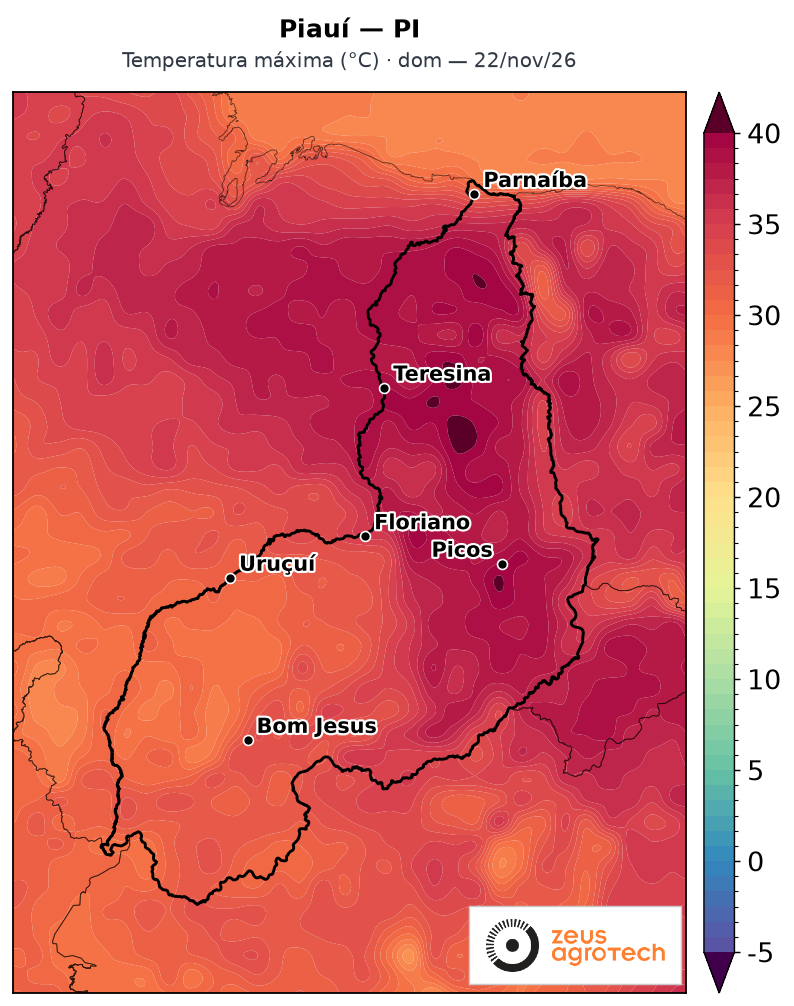 Piauí — PI
Temperatura máxima (°C) · dom — 22/nov/26
Parnaíba
Teresina
Floriano
Picos
Uruçuí
Bom Jesus
40
35
30
25
20
15
10
5
0
-5
zeus
agrotech